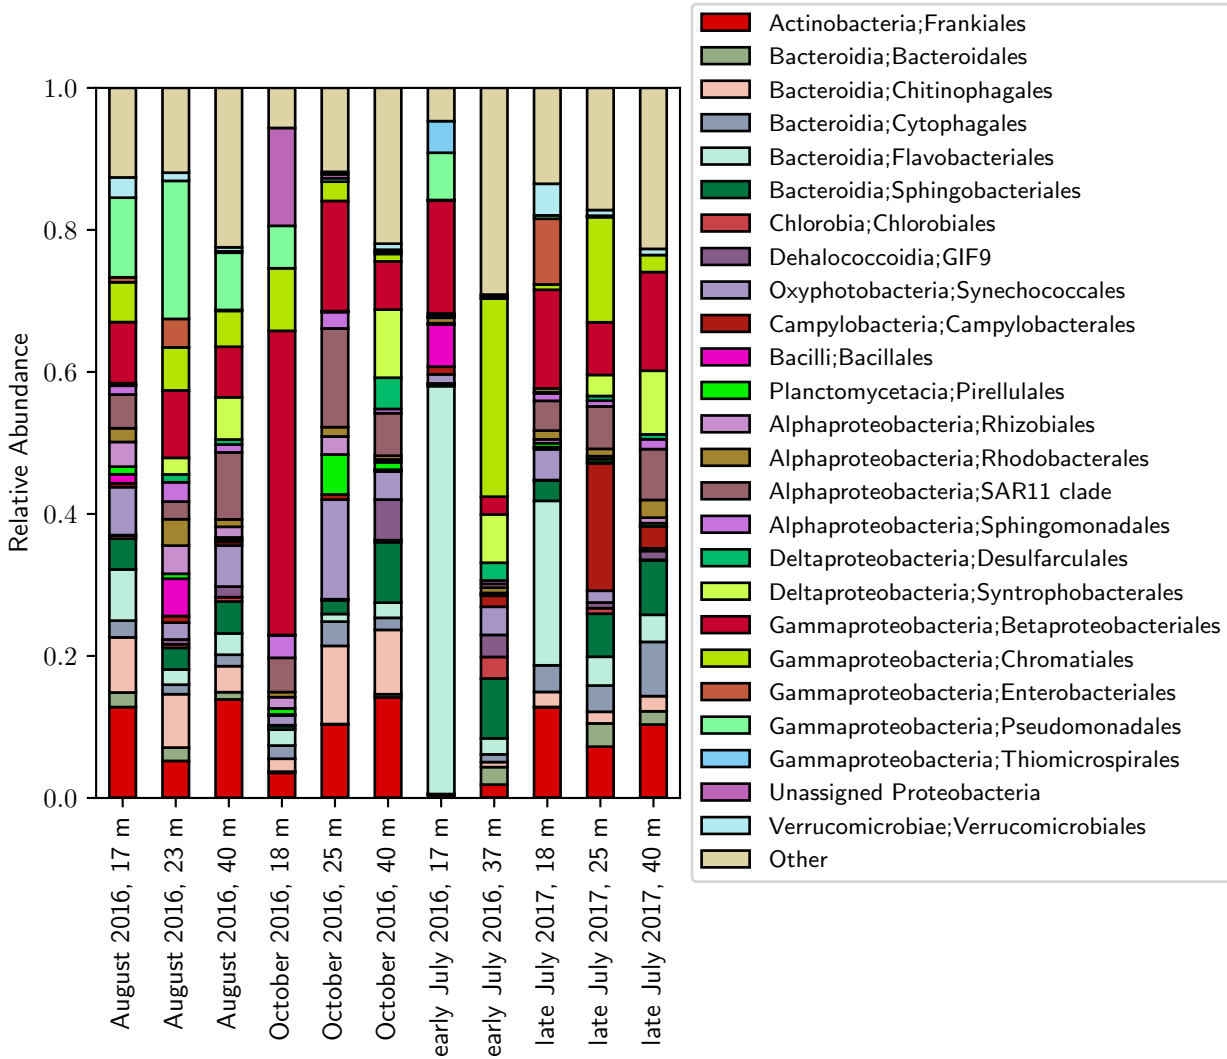 Actinobacteria;Frankiales
Bacteroidia;Bacteroidales
Bacteroidia;Chitinophagales
Bacteroidia;Cytophagales
Bacteroidia;Flavobacteriales
Bacteroidia;Sphingobacteriales
Chlorobia;Chlorobiales
Dehalococcoidia;GIF9
Oxyphotobacteria;Synechococcales
Campylobacteria;Campylobacterales
Bacilli;Bacillales
Planctomycetacia;Pirellulales
Alphaproteobacteria;Rhizobiales
Alphaproteobacteria;Rhodobacterales
Alphaproteobacteria;SAR11 clade
Alphaproteobacteria;Sphingomonadales
Deltaproteobacteria;Desulfarculales
Deltaproteobacteria;Syntrophobacterales
Gammaproteobacteria;Betaproteobacteriales
Gammaproteobacteria;Chromatiales
Gammaproteobacteria;Enterobacteriales
Gammaproteobacteria;Pseudomonadales
Gammaproteobacteria;Thiomicrospirales
Unassigned Proteobacteria
Verrucomicrobiae;Verrucomicrobiales
Other
Relative Abundance
1.0
0.8
0.6
0.4
0.2
0.0
August 2016, 17 m
August 2016, 23 m
August 2016, 40 m
October 2016, 18 m
October 2016, 25 m
October 2016, 40 m
early July 2016, 17 m
early July 2016, 37 m
late July 2017, 18 m
late July 2017, 25 m
late July 2017, 40 m